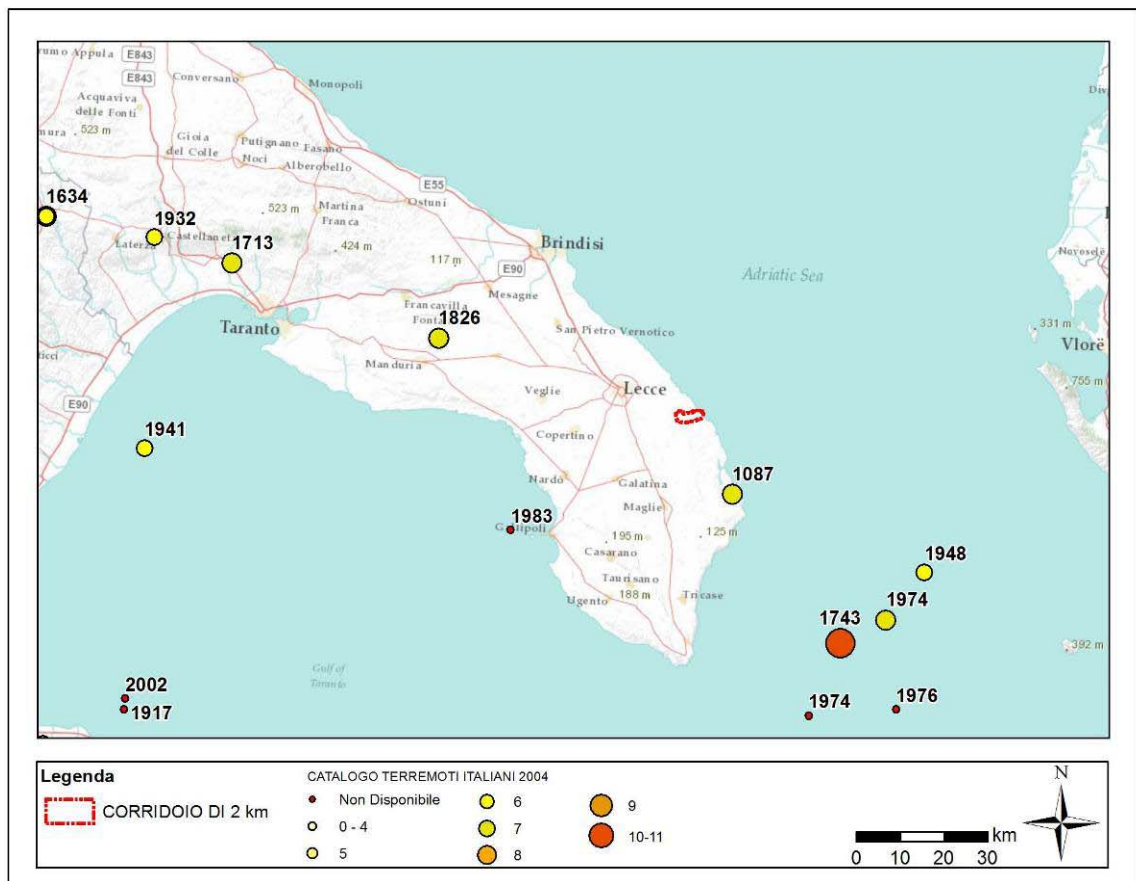 rumo Appula
E843
E843
Conversano
Monopoli
Acquaviva
delle Fonti
mura
523 m
Gioia
del Colle
Putignano
Fasano
Noci
Alberobello
E55
1634
523 m
Martina
Franca
Ostuni
1932
Laterza
Castellanet
1713
424 m
117 m
Brindisi
E90
Mesagne
Adriatic Sea
Novoselë
Francavilla
Fonta
1826
Taranto
San Pietro Vernotico
331 m
Vlorë
ticci
Manduria
755 m
E90
Veglie
Lecce
1941
Copertino
Nardò
Galatina
1087
Maglie
1983
Gallipoli
195 m
125 m
Casarano
1948
Taurisano
188 m
Ugento
Tricase
1974
1743
392 m
Gulf of
Taranto
2002
1917
1974
1976
Legenda
CORRIDOIO DI 2 km
CATALOGO TERREMOTI ITALIANI 2004
Non Disponibile
0 - 4
5
6
7
8
9
10-11
N
km
0 10 20 30